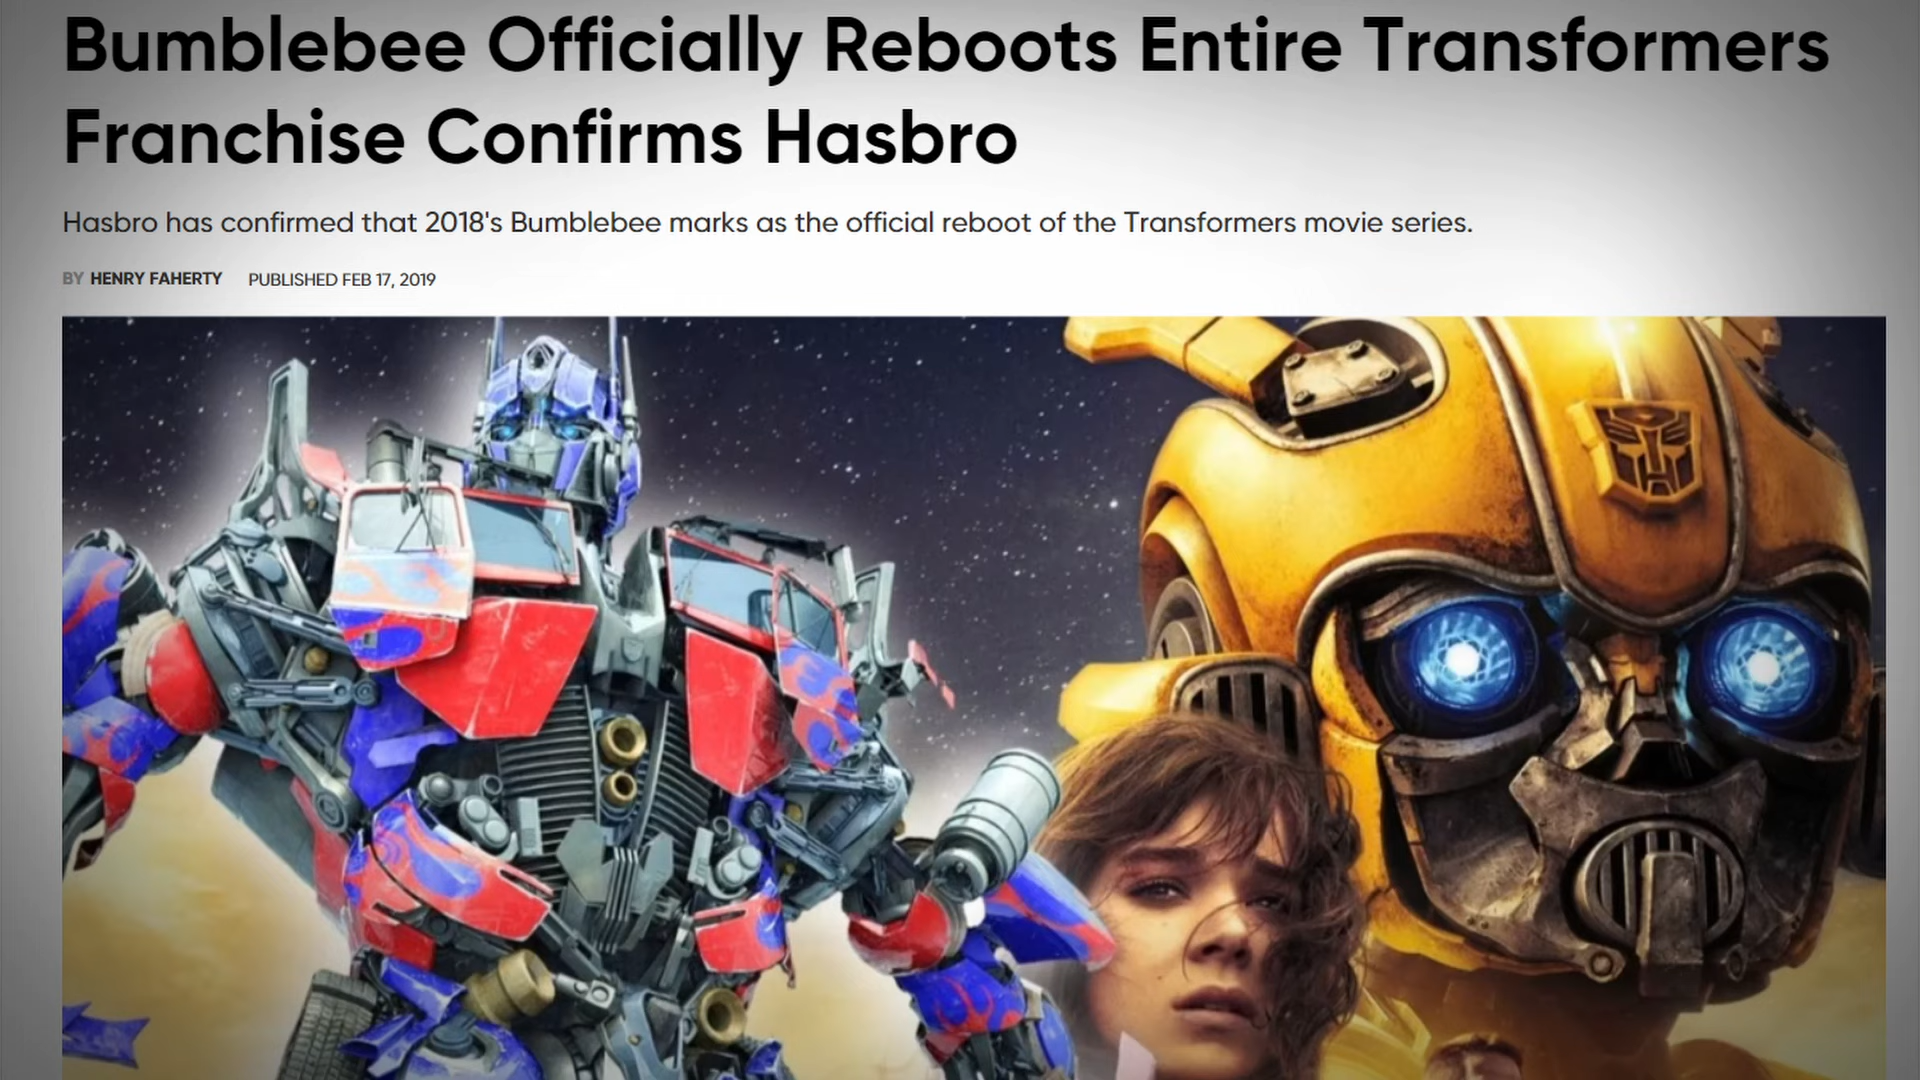 Bumblebee Officially Reboots Entire Transformers
Franchise Confirms Hasbro
Hasbro has confirmed that 2018's Bumblebee marks as the official reboot of the Transformers movie series.
BY HENRY FAHERTY PUBLISHED FEB 17, 2019